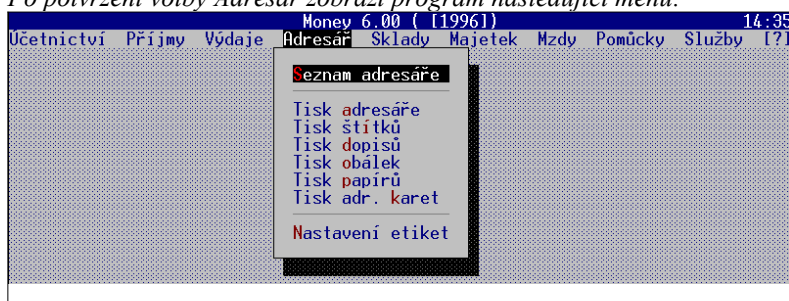 Po potvrzení volby Adresář zobrazí program následující menu:
Money 6.00 ( [1996]) 14:35
Účetnictví Příjmy Výdaje Adresář Sklady Majetek Mzdy Pomůcky Služby [?]
Seznam adresáře
Tisk adresáře
Tisk štítků
Tisk dopisů
Tisk obálek
Tisk papírů
Tisk adr. karet
Nastavení etiket